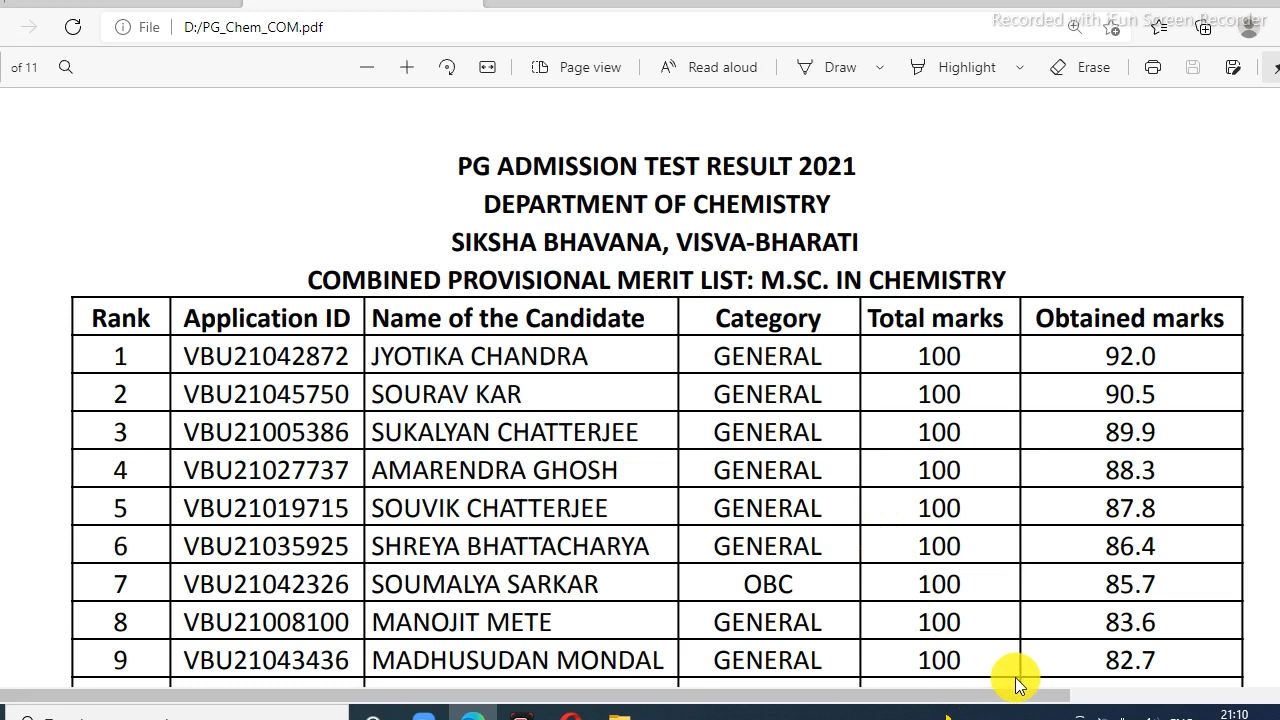 Recorded with iFun Screen Recorder
File D:/PG_Chem_COM.pdf
of 11 Page view Read aloud Draw Highlight Erase
PG ADMISSION TEST RESULT 2021
DEPARTMENT OF CHEMISTRY
SIKSHA BHAVANA, VISVA-BHARATI
COMBINED PROVISIONAL MERIT LIST: M.SC. IN CHEMISTRY
Rank Application ID Name of the Candidate Category Total marks Obtained marks
1 VBU21042872 JYOTIKA CHANDRA GENERAL 100 92.0
2 VBU21045750 SOURAV KAR GENERAL 100 90.5
3 VBU21005386 SUKALYAN CHATTERJEE GENERAL 100 89.9
4 VBU21027737 AMARENDRA GHOSH GENERAL 100 88.3
5 VBU21019715 SOUVIK CHATTERJEE GENERAL 100 87.8
6 VBU21035925 SHREYA BHATTACHARYA GENERAL 100 86.4
7 VBU21042326 SOUMALYA SARKAR OBC 100 85.7
8 VBU21008100 MANOJIT METE GENERAL 100 83.6
9 VBU21043436 MADHUSUDAN MONDAL GENERAL 100 82.7
21:10